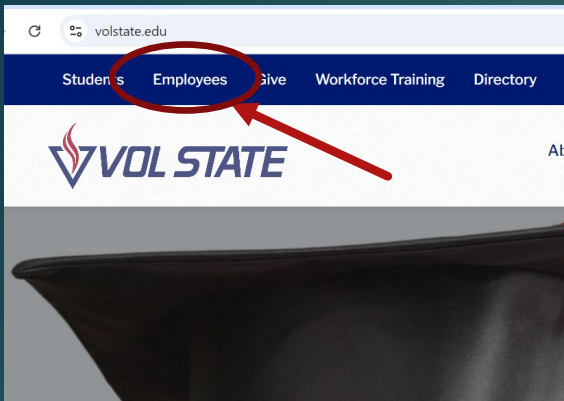 volstate.edu
Students Employees Give Workforce Training Directory
VOL STATE